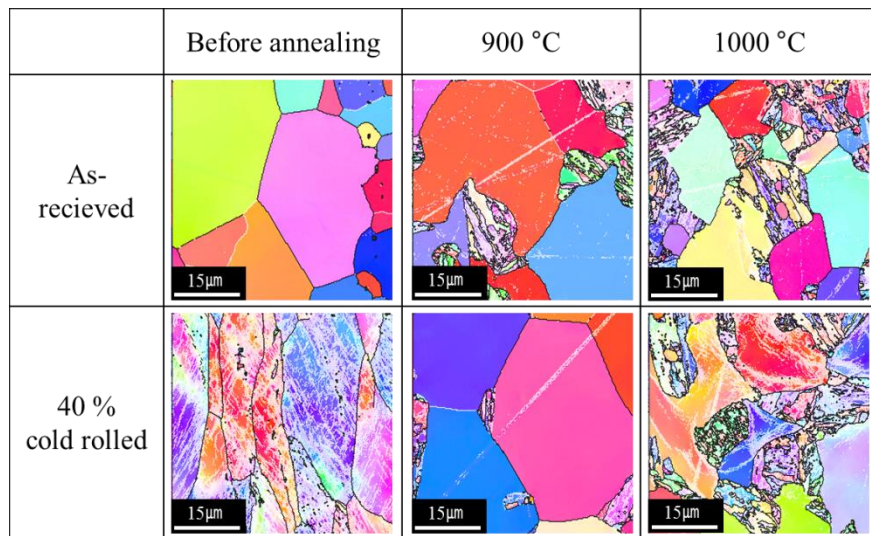 Before annealing 900 °C 1000 °C
As-
recieved
15μm 15μm 15μm
40 %
cold rolled
15μm 15μm 15μm